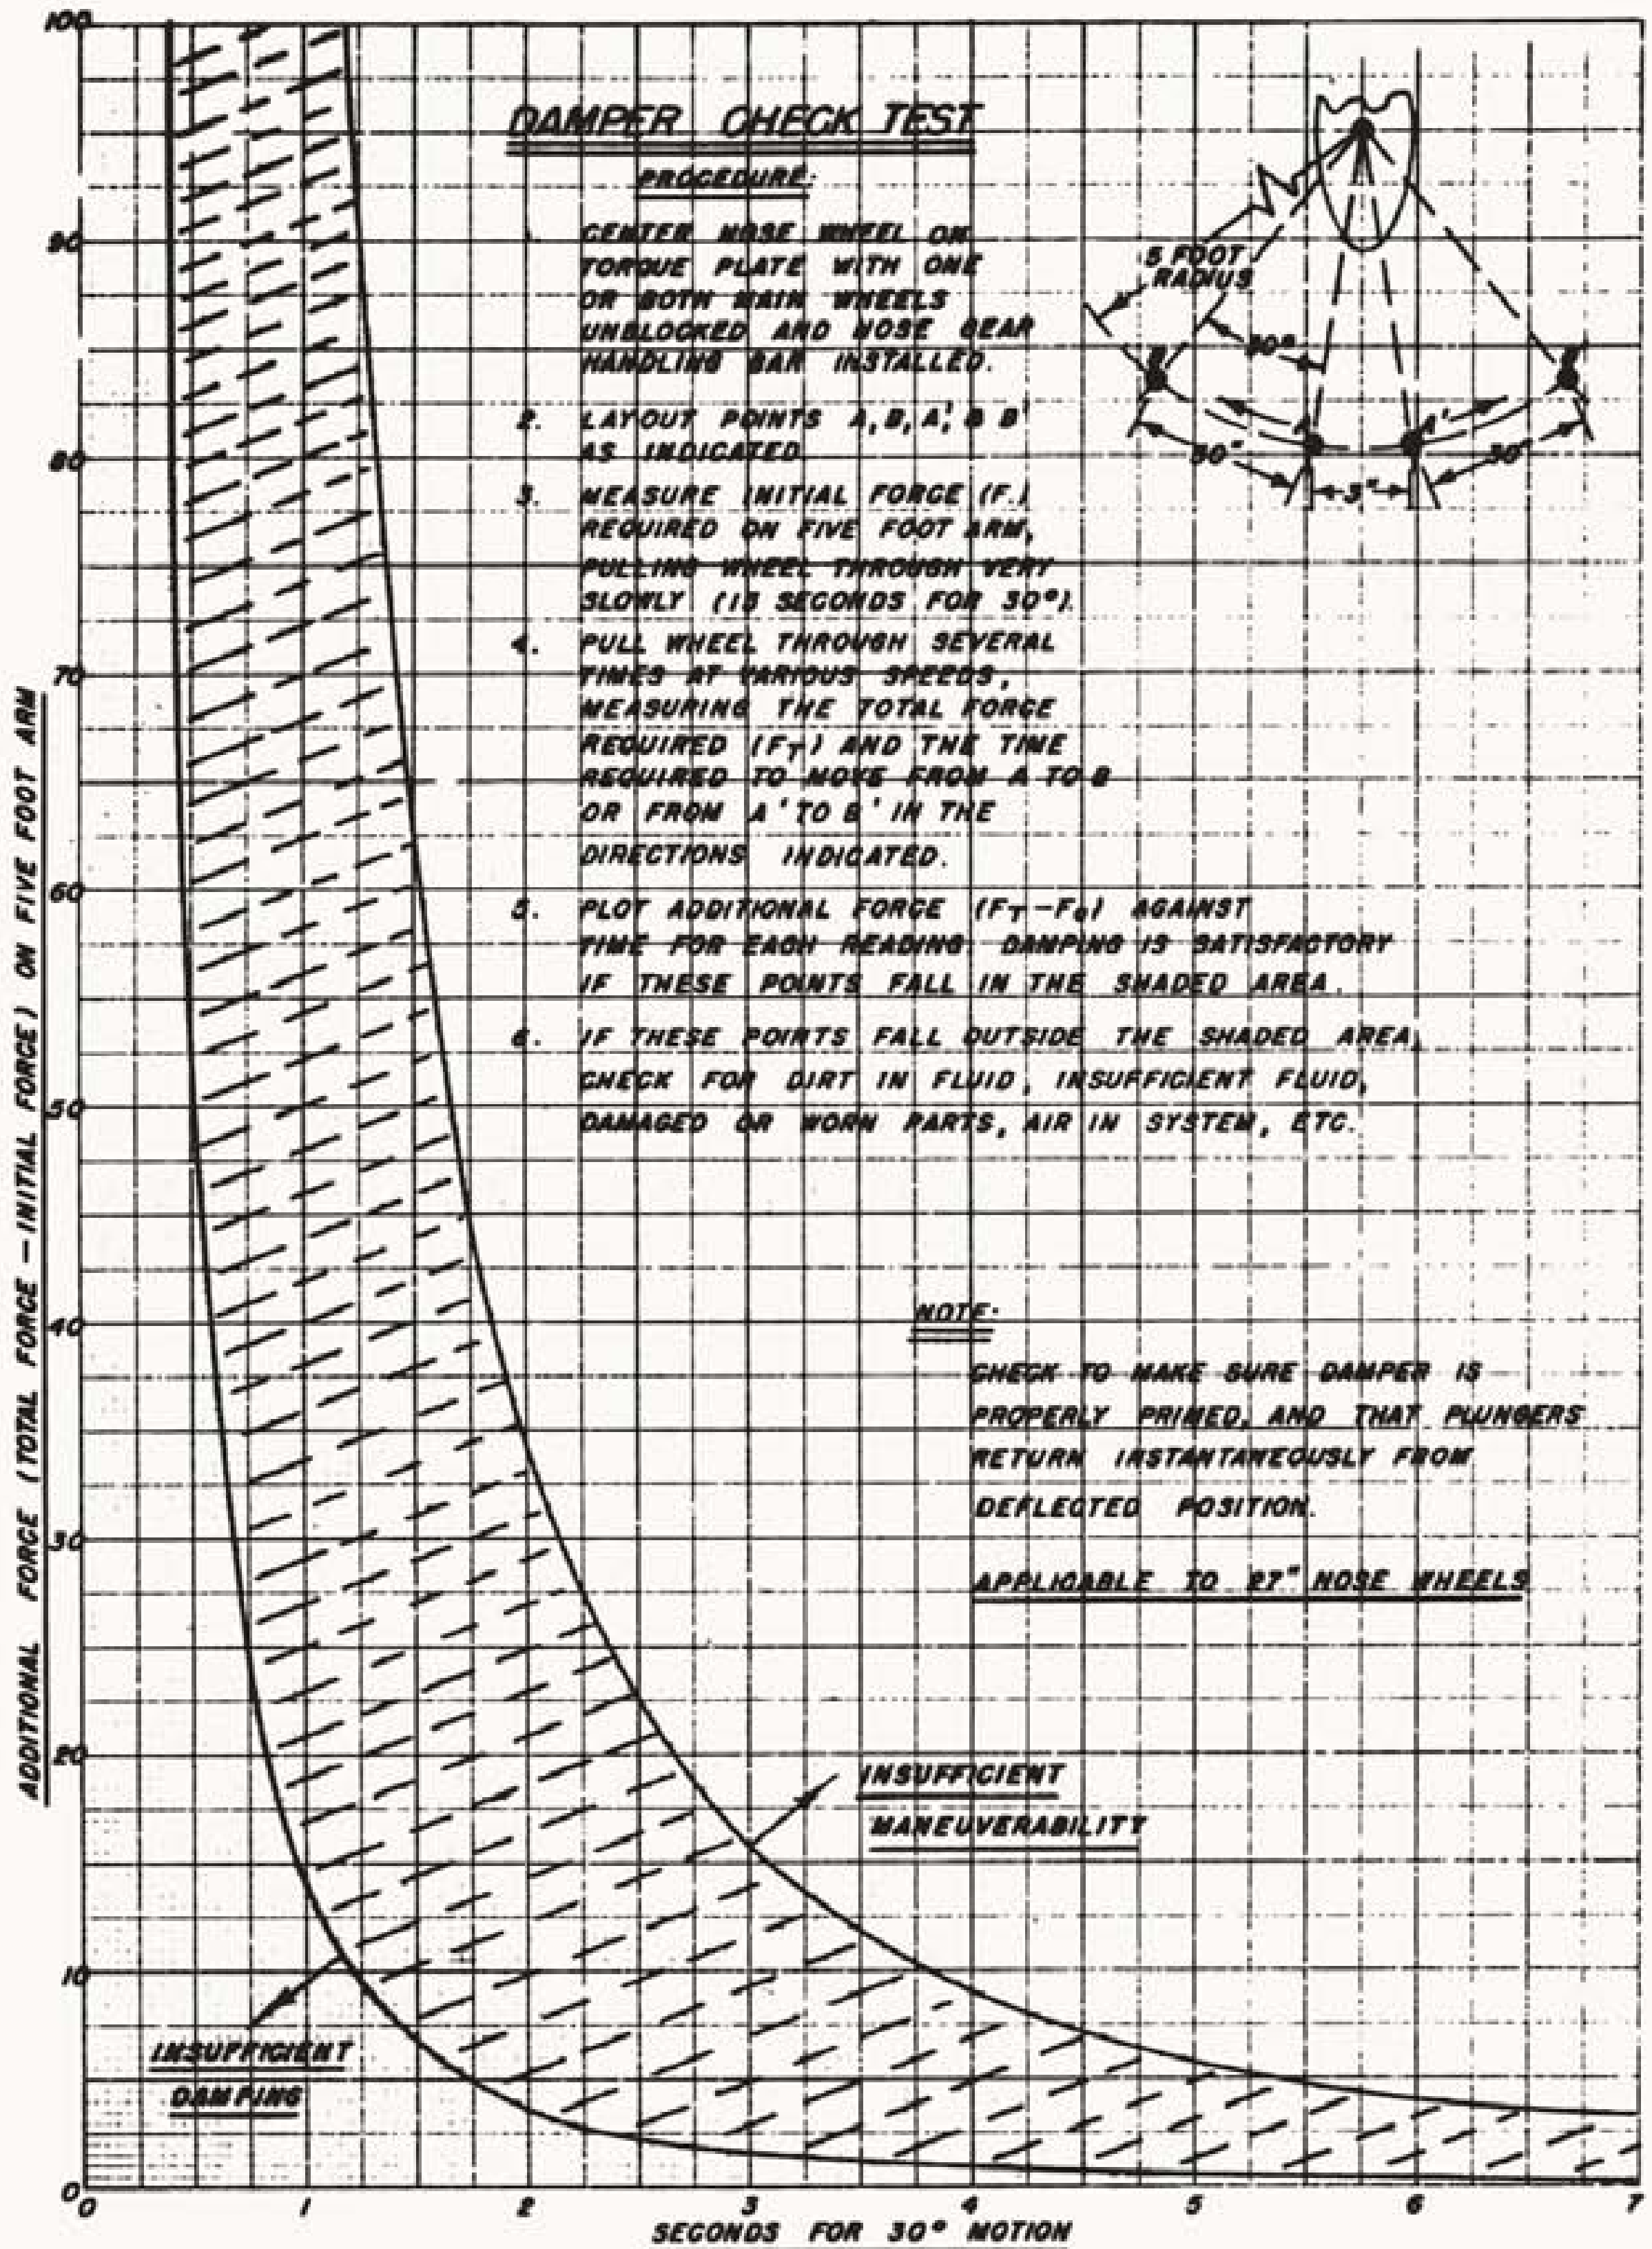 DAMPER CHECK TEST
PROCEDURE:
CENTER NOSE WHEEL ON
TORQUE PLATE WITH ONE
OR BOTH MAIN WHEELS
UNBLOCKED AND NOSE GEAR
HANDLING BAR INSTALLED.
2. LAYOUT POINTS A, B, A', & B'
AS INDICATED
3. MEASURE INITIAL FORCE
REQUIRED ON FIVE FOOT ARM,
PULLING WHEEL THROUGH VERY
SLOWLY (15 SECONDS FOR 30°).
4. PULL WHEEL THROUGH SEVERAL
TIMES AT VARIOUS SPEEDS,
MEASURING THE TOTAL FORCE
REQUIRED (FT) AND THE TIME
REQUIRED TO MOVE FROM A TO B
OR FROM A' TO B' IN THE
DIRECTIONS INDICATED.
5. PLOT ADDITIONAL FORCE (FT-F0) AGAINST
TIME FOR EACH READING. DAMPING IS SATISFACTORY
IF THESE POINTS FALL IN THE SHADED AREA.
6. IF THESE POINTS FALL OUTSIDE THE SHADED AREA,
CHECK FOR DIRT IN FLUID, INSUFFICIENT FLUID,
DAMAGED OR WORN PARTS, AIR IN SYSTEM, ETC.
5 FOOT
RADIUS
30°
B
B'
A
A'
30"
3"
30"
NOTE:
CHECK TO MAKE SURE DAMPER IS
PROPERLY PRIMED, AND THAT PLUNGERS
RETURN INSTANTANEOUSLY FROM
DEFLECTED POSITION.
APPLICABLE TO 27" NOSE WHEELS
INSUFFICIENT
MANEUVERABILITY
INSUFFICIENT
DAMPING
ADDITIONAL FORCE (TOTAL FORCE — INITIAL FORCE) ON FIVE FOOT ARM
100
90
80
70
60
50
40
30
20
10
0
0 1 2 3 4 5 6 7
SECONDS FOR 30° MOTION